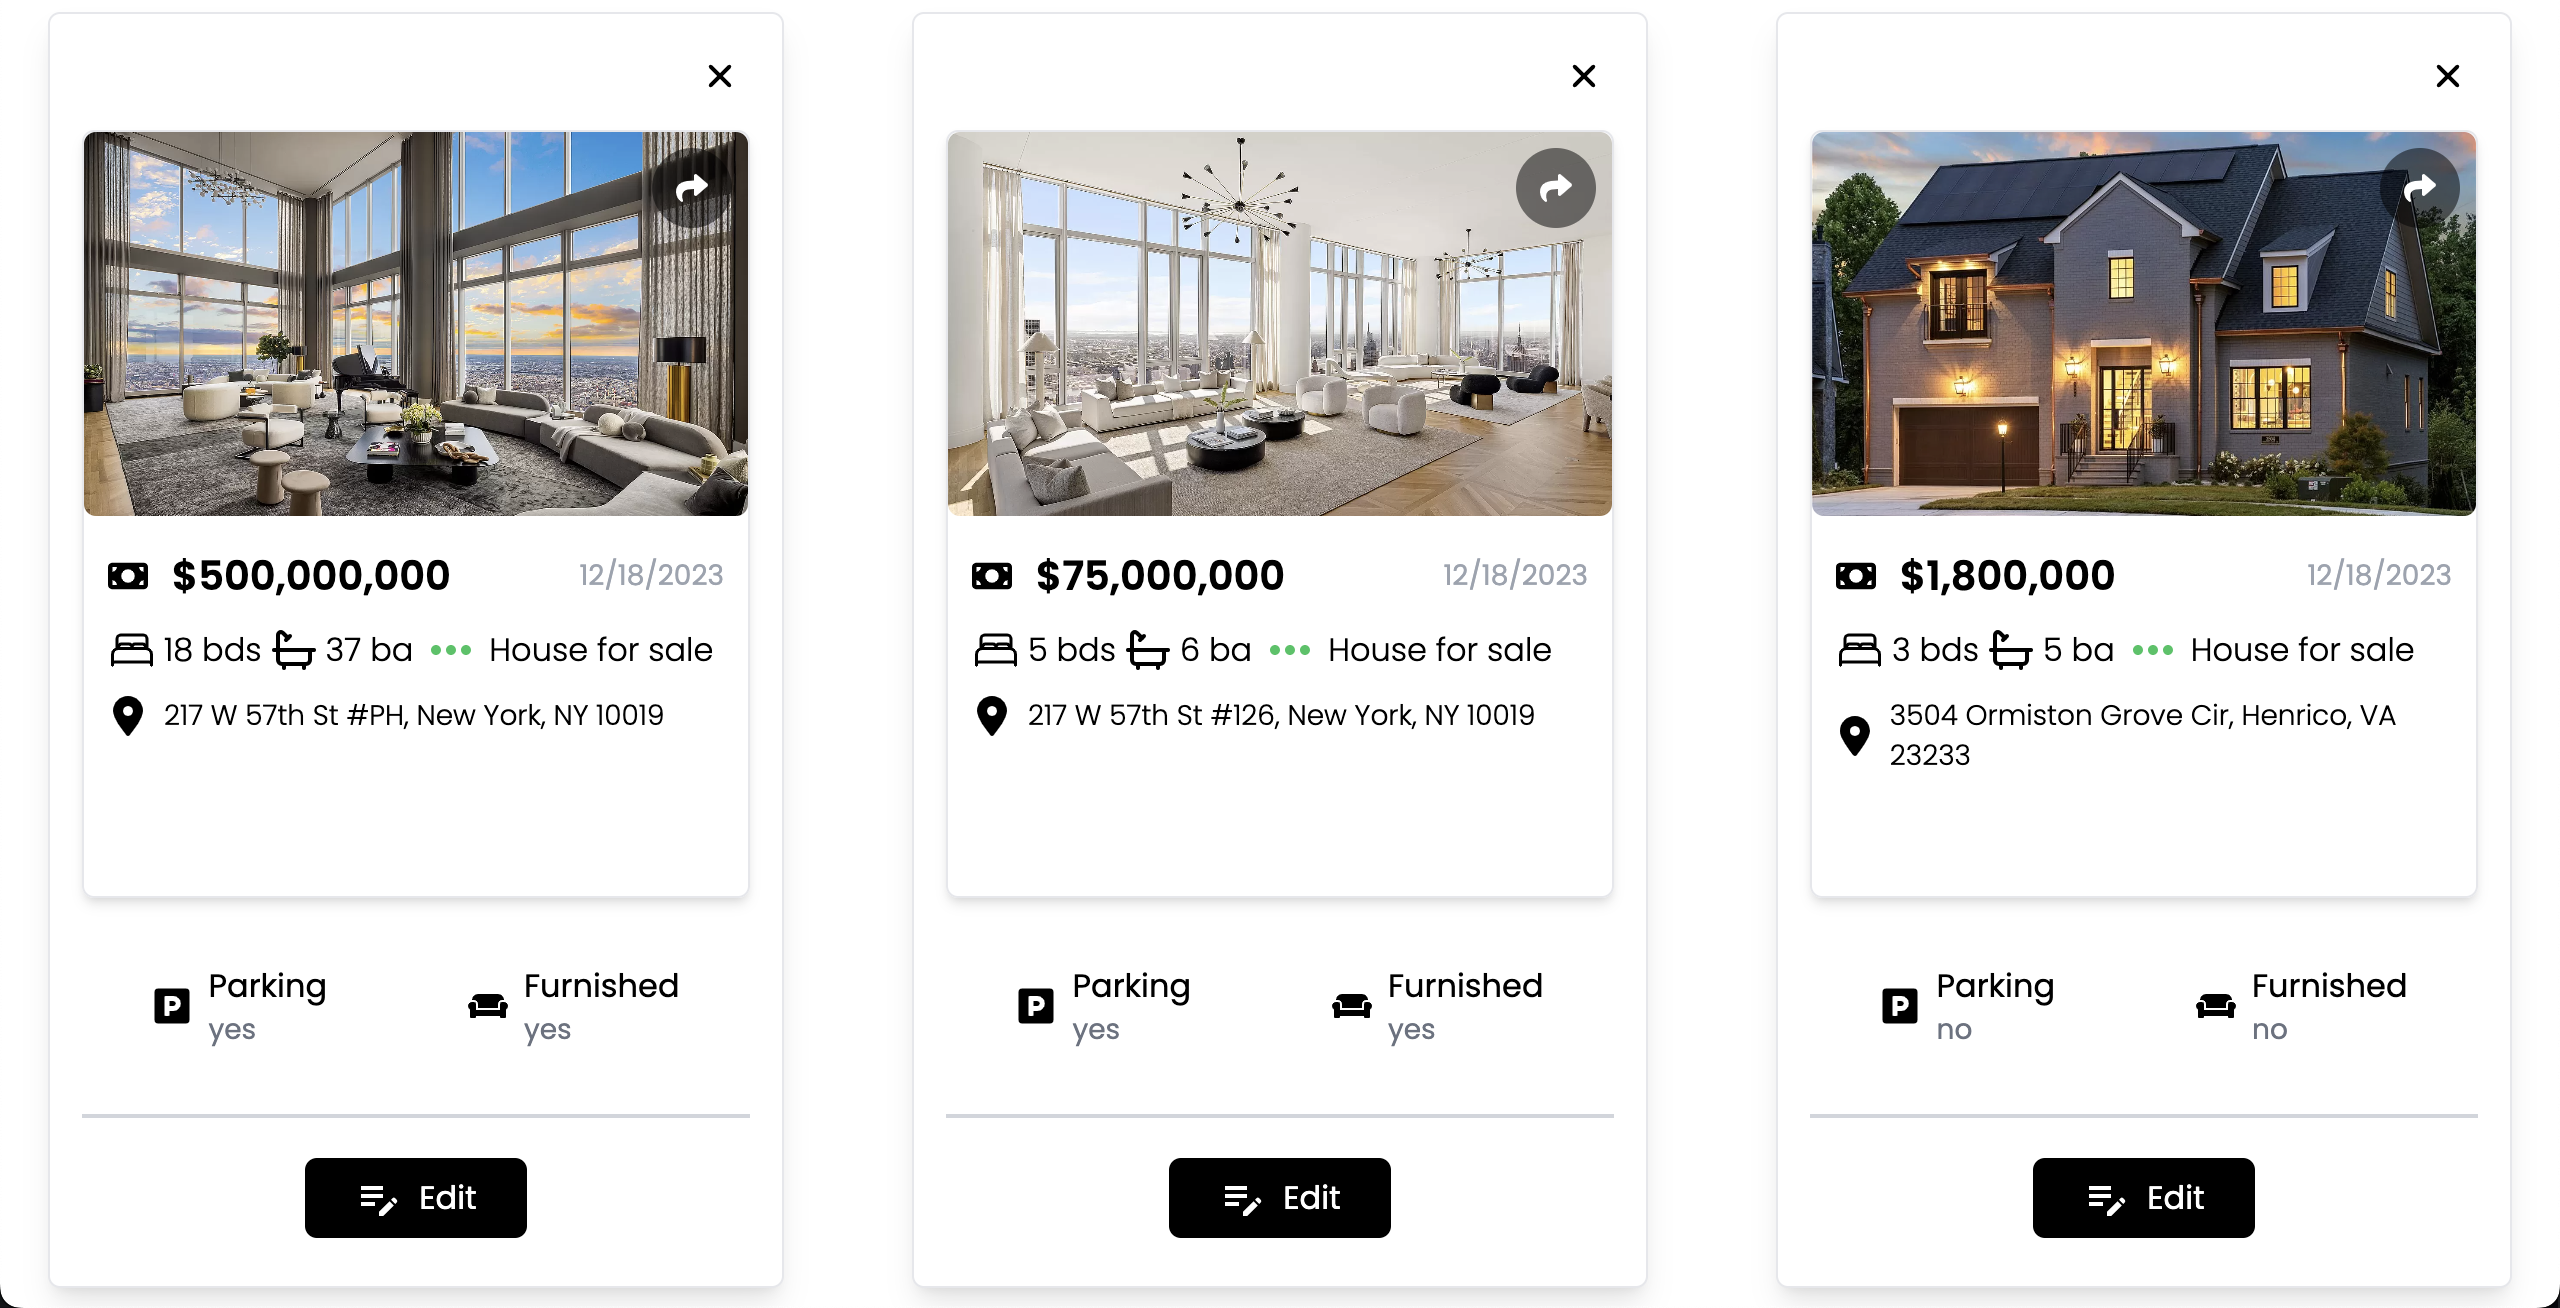 $500,000,000 12/18/2023
18 bds 37 ba House for sale
217 W 57th St #PH, New York, NY 10019
P Parking
yes
Furnished
yes
Edit
$75,000,000 12/18/2023
5 bds 6 ba House for sale
217 W 57th St #126, New York, NY 10019
P Parking
yes
Furnished
yes
Edit
$1,800,000 12/18/2023
3 bds 5 ba House for sale
3504 Ormiston Grove Cir, Henrico, VA
23233
P Parking
no
Furnished
no
Edit